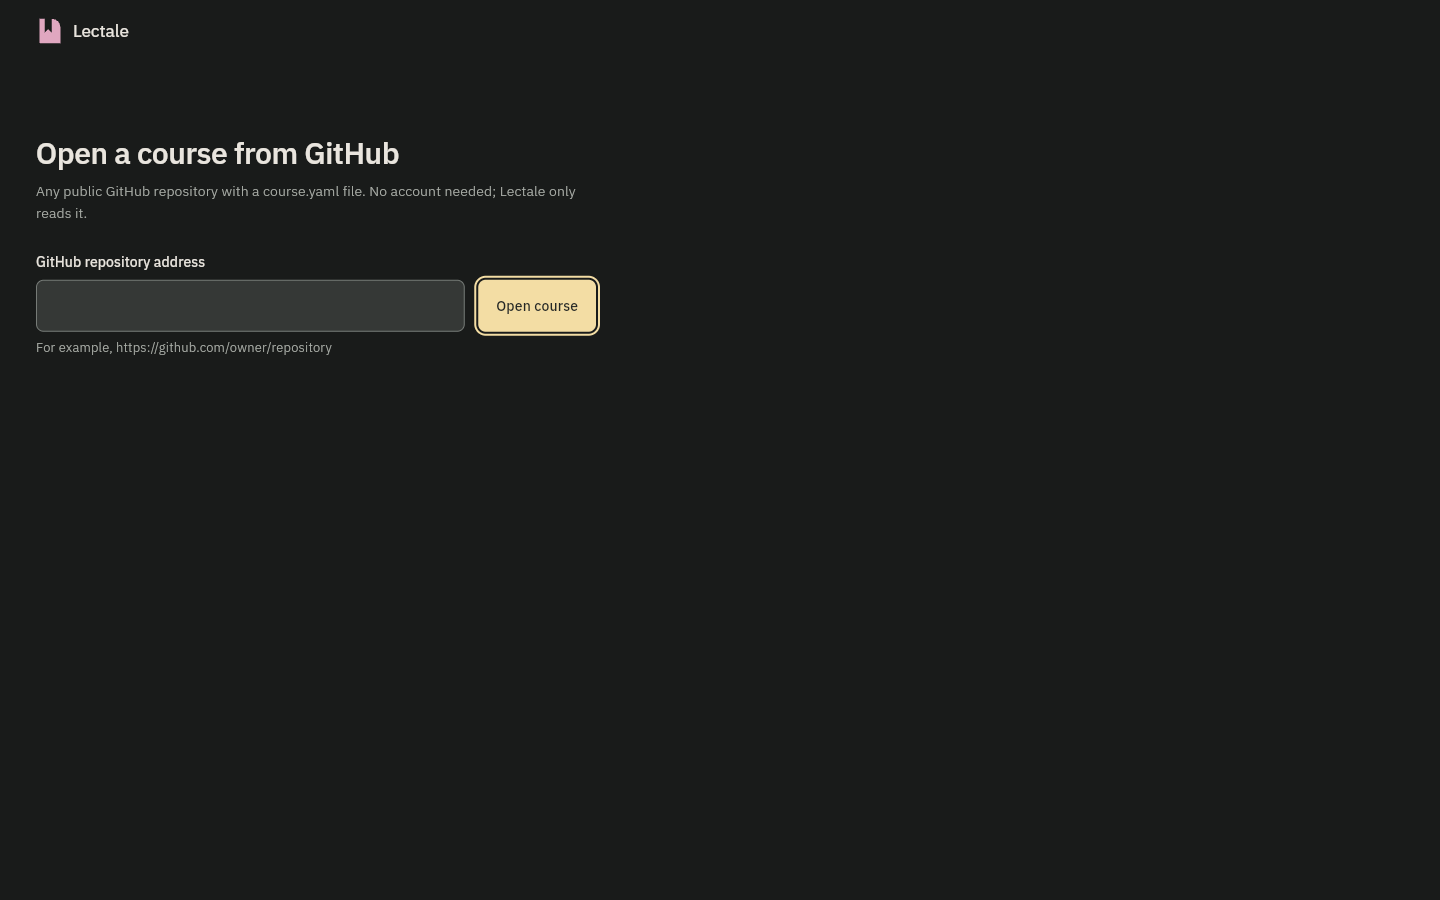 Lectale
Open a course from GitHub
Any public GitHub repository with a course.yaml file. No account needed; Lectale only
reads it.
GitHub repository address
Open course
For example, https://github.com/owner/repository